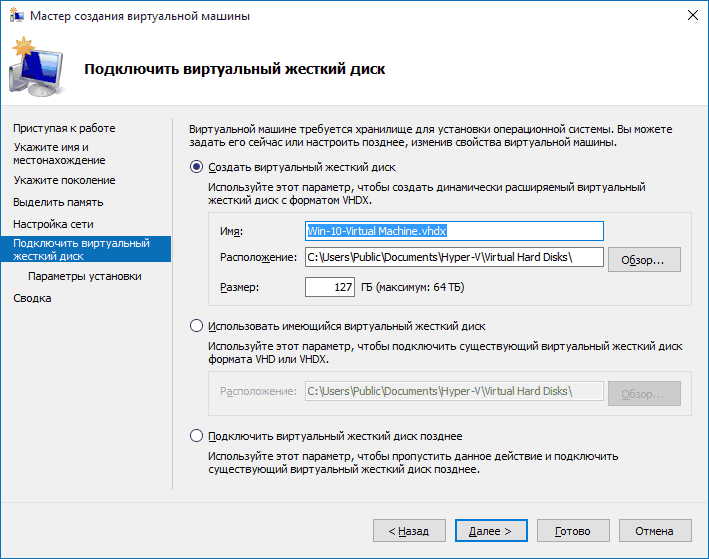 Мастер создания виртуальной машины
Подключить виртуальный жесткий диск
Приступая к работе
Укажите имя и
местонахождение
Укажите поколение
Выделить память
Настройка сети
Подключить виртуальный
жесткий диск
Параметры установки
Сводка
Виртуальной машине требуется хранилище для установки операционной системы. Вы можете
задать его сейчас или настроить позднее, изменив свойства виртуальной машины.
Создать виртуальный жесткий диск
Используйте этот параметр, чтобы создать динамически расширяемый виртуальный
жесткий диск с форматом VHDX.
Имя: Win-10-Virtual Machine.vhdx
Расположение: C:\Users\Public\Documents\Hyper-V\Virtual Hard Disks\ Обзор...
Размер: 127 ГБ (максимум: 64 ТБ)
Использовать имеющийся виртуальный жесткий диск
Используйте этот параметр, чтобы подключить существующий виртуальный жесткий диск
формата VHD или VHDX.
Расположение: C:\Users\Public\Documents\Hyper-V\Virtual Hard Disks\ Обзор...
Подключить виртуальный жесткий диск позднее
Используйте этот параметр, чтобы пропустить данное действие и подключить
существующий виртуальный жесткий диск позднее.
< Назад Далее > Готово Отмена